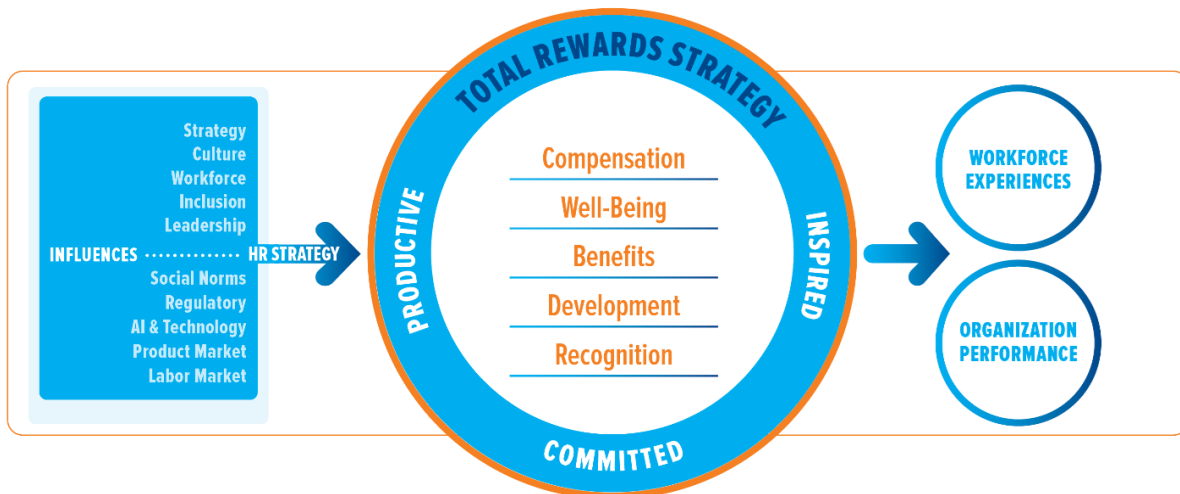 Strategy
Culture
Workforce
Inclusion
Leadership
INFLUENCES ············ HR STRATEGY
Social Norms
Regulatory
AI & Technology
Product Market
Labor Market
TOTAL REWARDS STRATEGY
PRODUCTIVE
Compensation
Well-Being
Benefits
Development
Recognition
INSPIRED
COMMITTED
WORKFORCE
EXPERIENCES
ORGANIZATION
PERFORMANCE